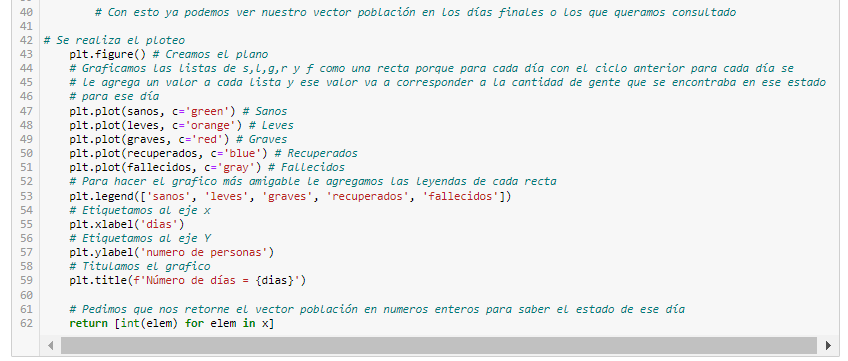 40 # Con esto ya podemos ver nuestro vector población en los días finales o los que queramos consultado
41
42 # Se realiza el ploteo
43 plt.figure() # Creamos el plano
44 # Graficamos las listas de s,l,g,r y f como una recta porque para cada día con el ciclo anterior para cada día se
45 # le agrega un valor a cada lista y ese valor va a corresponder a la cantidad de gente que se encontraba en ese estado
46 # para ese día
47 plt.plot(sanos, c='green') # Sanos
48 plt.plot(leves, c='orange') # Leves
49 plt.plot(graves, c='red') # Graves
50 plt.plot(recuperados, c='blue') # Recuperados
51 plt.plot(fallecidos, c='gray') # Fallecidos
52 # Para hacer el grafico más amigable le agregamos las leyendas de cada recta
53 plt.legend(['sanos', 'leves', 'graves', 'recuperados', 'fallecidos'])
54 # Etiquetamos al eje x
55 plt.xlabel('dias')
56 # Etiquetamos al eje Y
57 plt.ylabel('numero de personas')
58 # Titulamos el grafico
59 plt.title(f'Número de días = {dias}')
60
61 # Pedimos que nos retorne el vector población en numeros enteros para saber el estado de ese día
62 return [int(elem) for elem in x]